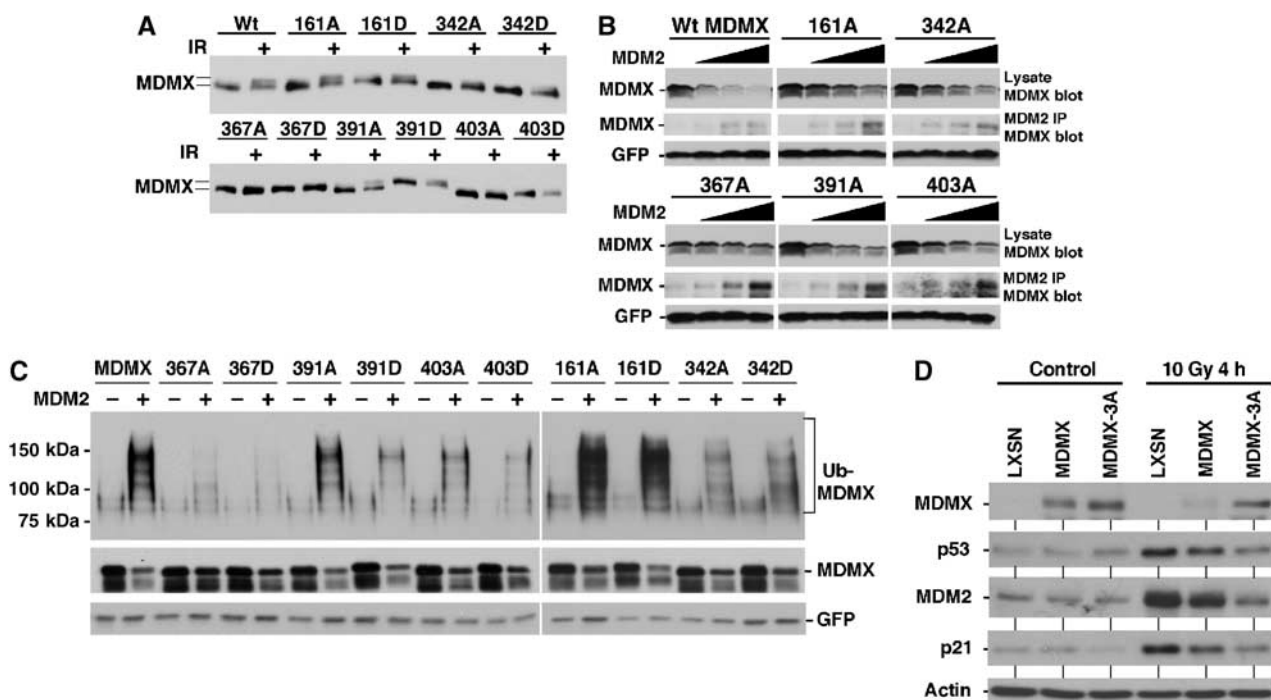 A
Wt 161A 161D 342A 342D
IR + + + + +
MDMX
367A 367D 391A 391D 403A 403D
IR + + + + + +
MDMX
B
Wt MDMX 161A 342A
MDM2
MDMX
Lysate
MDMX blot
MDMX
MDM2 IP
MDMX blot
GFP
367A 391A 403A
MDM2
MDMX
Lysate
MDMX blot
MDMX
MDM2 IP
MDMX blot
GFP
C
MDMX 367A 367D 391A 391D 403A 403D 161A 161D 342A 342D
MDM2 – + – + – + – + – + – + – + – + – + – + – +
150 kDa
100 kDa
75 kDa
Ub-
MDMX
MDMX
GFP
D
Control 10 Gy 4 h
LXSN MDMX MDMX-3A LXSN MDMX MDMX-3A
MDMX
p53
MDM2
p21
Actin